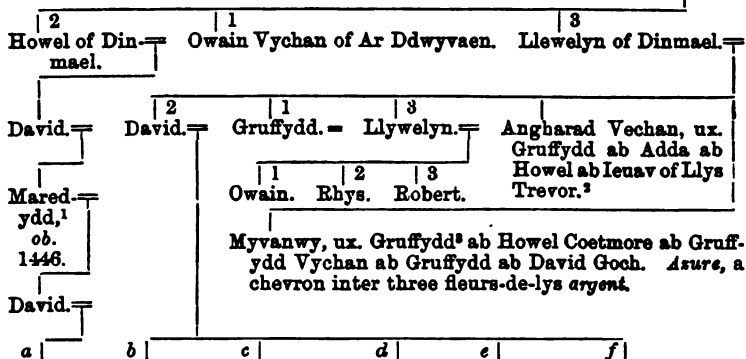 2 1 3
Howel of Din-= Owain Vychan of Ar Ddwyvaen. Llewelyn of Dinmael.=
mael.
2 1 3
David.= David.= Gruffydd.= Llywelyn.= Angharad Vechan, ux.
Gruffydd ab Adda ab
Howel ab Ieuav of Llys
Trevor.²
1 2 3
Mared-= Owain. Rhys. Robert.
ydd,¹
ob.
1446.
Myvanwy, ux. Gruffydd³ ab Howel Coetmore ab Gruff-
ydd Vychan ab Gruffydd ab David Goch. Azure, a
chevron inter three fleurs-de-lys argent.
David.=
a b c d e f